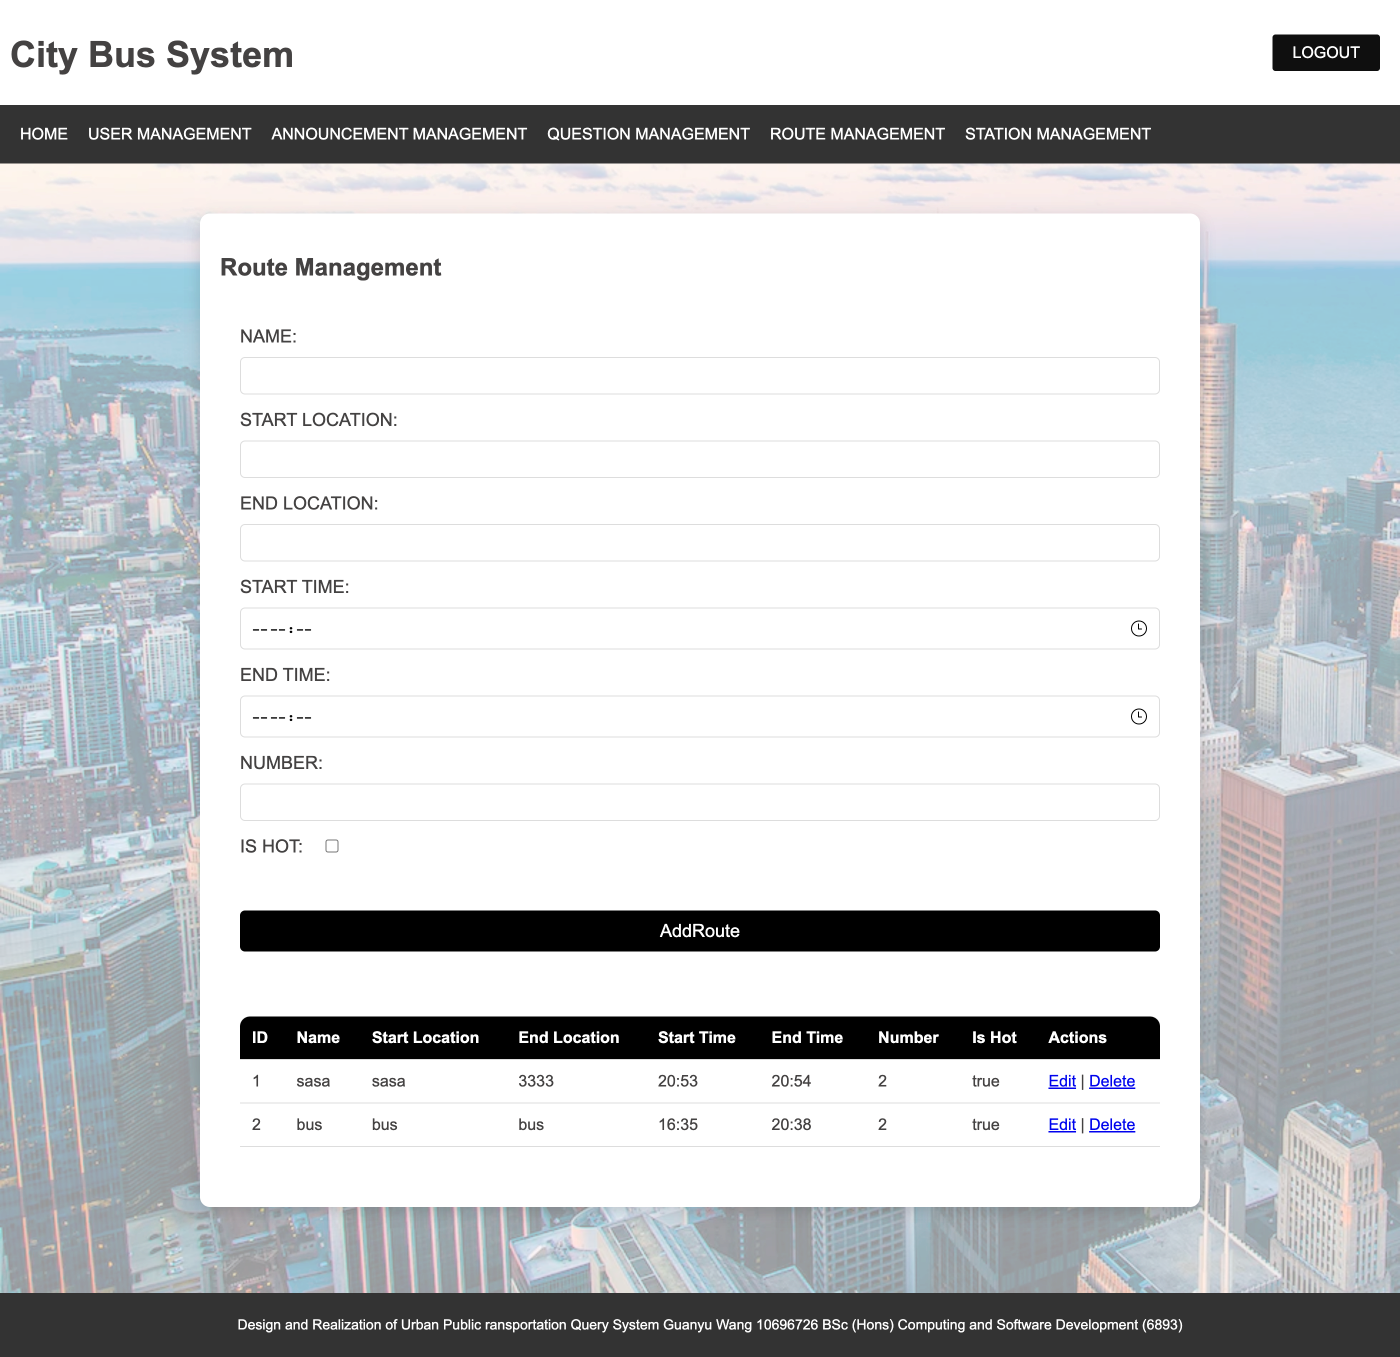 City Bus System
LOGOUT
HOME USER MANAGEMENT ANNOUNCEMENT MANAGEMENT QUESTION MANAGEMENT ROUTE MANAGEMENT STATION MANAGEMENT
Route Management
NAME:
START LOCATION:
END LOCATION:
START TIME:
----:--
END TIME:
----:--
NUMBER:
IS HOT:
AddRoute
ID Name Start Location End Location Start Time End Time Number Is Hot Actions
1 sasa sasa 3333 20:53 20:54 2 true Edit | Delete
2 bus bus bus 16:35 20:38 2 true Edit | Delete
Design and Realization of Urban Public ransportation Query System Guanyu Wang 10696726 BSc (Hons) Computing and Software Development (6893)